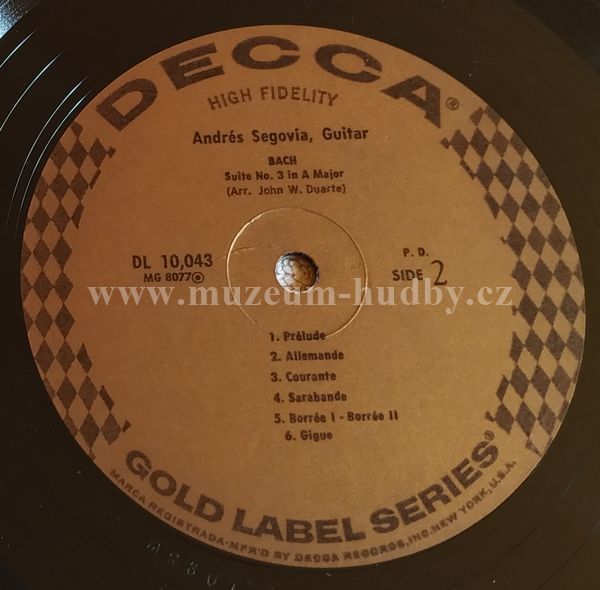 DECCA®
HIGH FIDELITY
Andrés Segovia, Guitar
BACH
Suite No. 3 in A Major
(Arr. John W. Duarte)
DL 10,043
MG 8077
P. D.
SIDE 2
www.muzeum-hudby.cz
1. Prélude
2. Allemande
3. Courante
4. Sarabande
5. Borrée I - Borrée II
6. Gigue
GOLD LABEL SERIES®
MARCA REGISTRADA-MFR'D BY DECCA RECORDS, INC. NEW YORK, U.S.A.